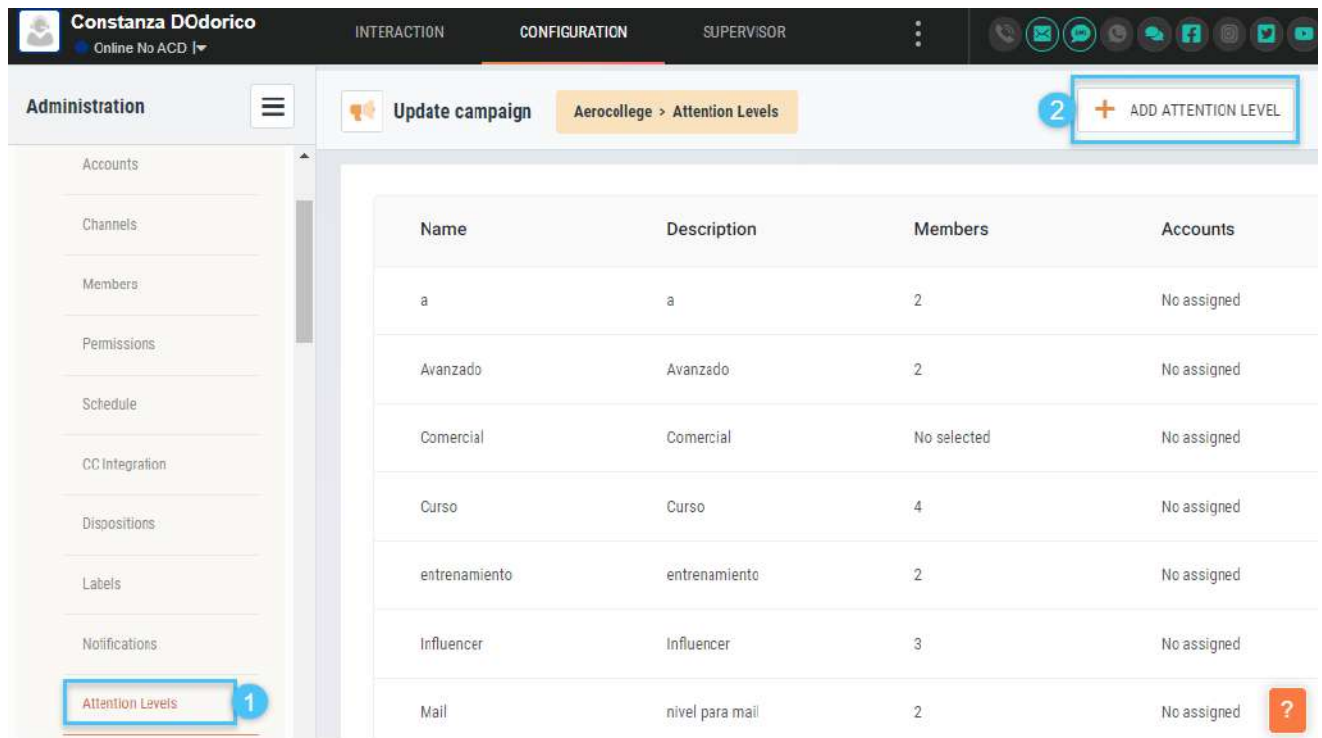 Constanza DOdorico
Online No ACD
INTERACTION CONFIGURATION SUPERVISOR
Administration
Update campaign
Aerocollege > Attention Levels
2
+ ADD ATTENTION LEVEL
Accounts
Channels
Members
Permissions
Schedule
CC Integration
Dispositions
Labels
Notifications
Attention Levels
1
Name Description Members Accounts
a a 2 No assigned
Avanzado Avanzado 2 No assigned
Comercial Comercial No selected No assigned
Curso Curso 4 No assigned
entrenamiento entrenamiento 2 No assigned
Influencer Influencer 3 No assigned
Mail nivel para mail 2 No assigned
?